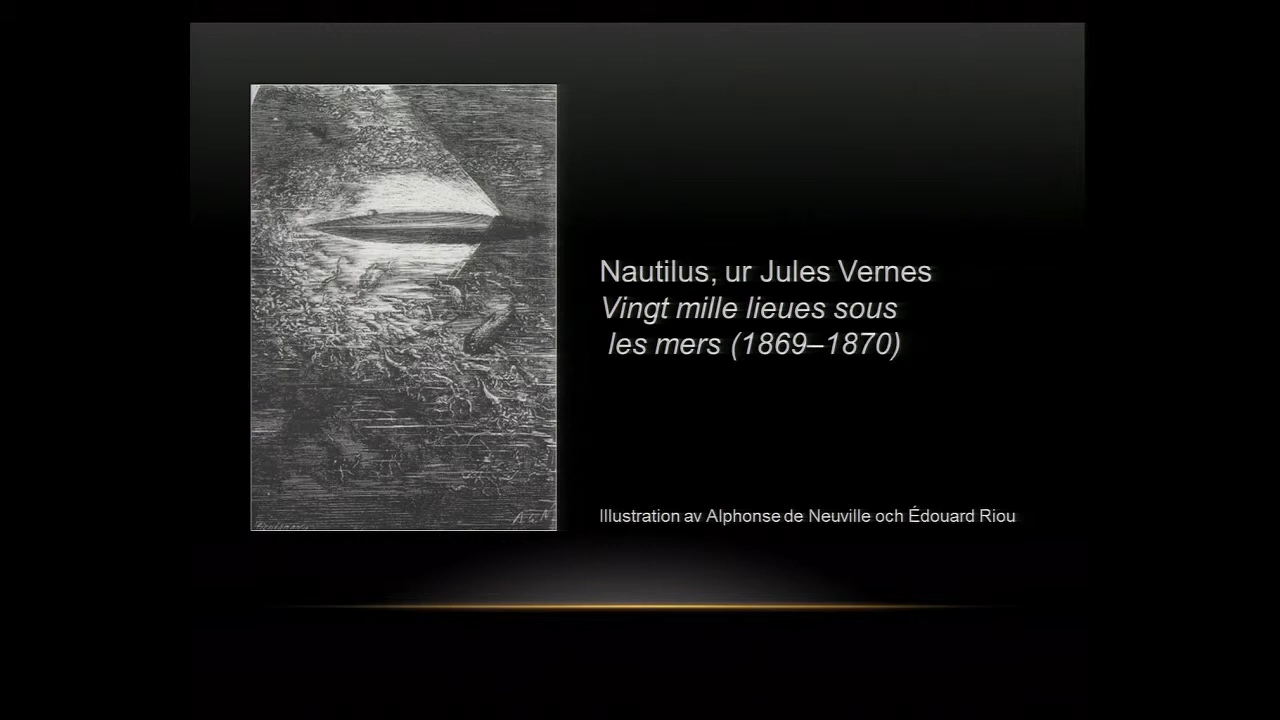 Nautilus, ur Jules Vernes
Vingt mille lieues sous
les mers (1869–1870)
Illustration av Alphonse de Neuville och Édouard Riou